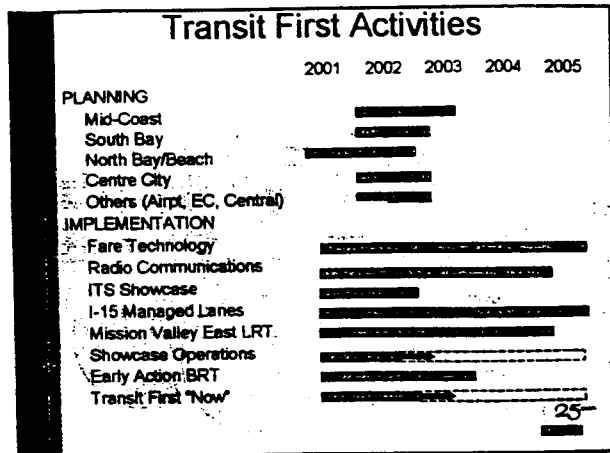 Transit First Activities
2001 2002 2003 2004 2005
PLANNING
Mid-Coast
South Bay
North Bay/Beach
Centre City
Others (Airpt, EC, Central)
IMPLEMENTATION
Fare Technology
Radio Communications
ITS Showcase
I-15 Managed Lanes
Mission Valley East LRT
Showcase Operations
Early Action BRT
Transit First "Now"
25